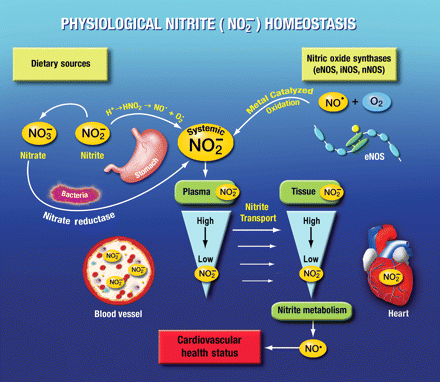 PHYSIOLOGICAL NITRITE (NO₂⁻) HOMEOSTASIS
Dietary sources
Nitric oxide synthases
(eNOS, iNOS, nNOS)
H⁺→HNO₂ → NO• + O₂⁻
Metal Catalyzed
Oxidation
NO• + O₂
NO₃⁻
NO₂⁻
Nitrate
Nitrite
Stomach
Systemic
NO₂⁻
eNOS
Bacteria
Nitrate reductase
Plasma NO₂⁻
Tissue NO₂⁻
High
Low
NO₂⁻
Nitrite
Transport
High
Low
NO₂⁻
NO₂⁻
NO₂⁻
NO₂⁻
Blood vessel
NO₂⁻
Heart
Nitrite metabolism
Cardiovascular
health status
NO•